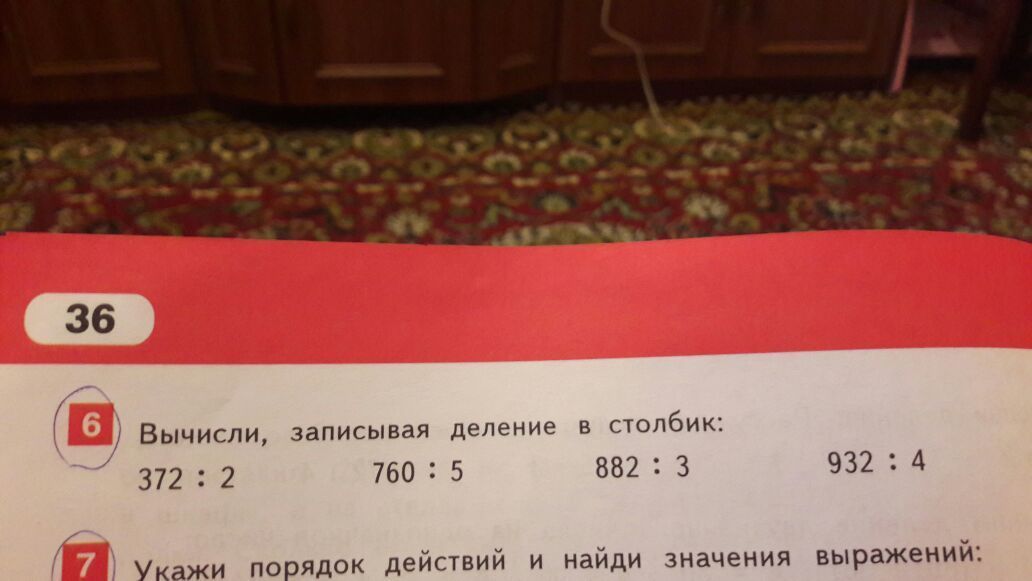 36
6 Вычисли, записывая деление в столбик:
372 : 2 760 : 5 882 : 3 932 : 4
7 Укажи порядок действий и найди значения выражений: